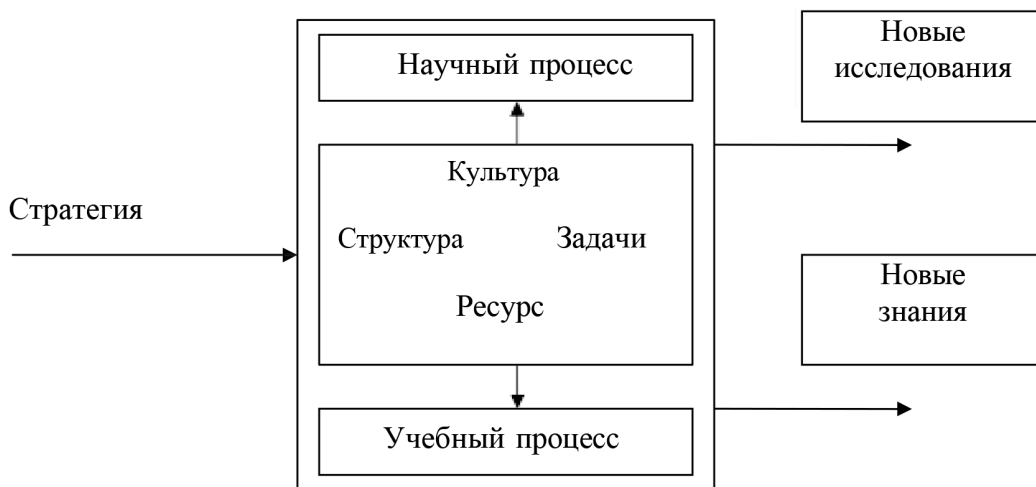 Научный процесс
Новые
исследования
Культура
Стратегия
Структура Задачи
Ресурс
Новые
знания
Учебный процесс